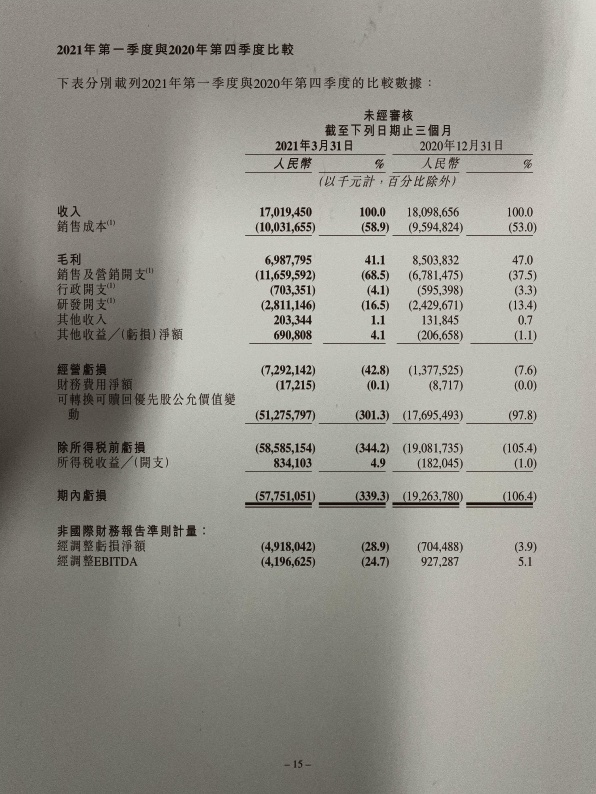 2021年第一季度與2020年第四季度比較
下表分別載列2021年第一季度與2020年第四季度的比較數據：
未經審核
截至下列日期止三個月
2021年3月31日 2020年12月31日
人民幣 % 人民幣 %
（以千元計，百分比除外）
收入 17,019,450 100.0 18,098,656 100.0
銷售成本(1) (10,031,655) (58.9) (9,594,824) (53.0)
毛利 6,987,795 41.1 8,503,832 47.0
銷售及營銷開支(1) (11,659,592) (68.5) (6,781,475) (37.5)
行政開支(1) (703,351) (4.1) (595,398) (3.3)
研發開支(1) (2,811,146) (16.5) (2,429,671) (13.4)
其他收入 203,344 1.1 131,845 0.7
其他收益／（虧損）淨額 690,808 4.1 (206,658) (1.1)
經營虧損 (7,292,142) (42.8) (1,377,525) (7.6)
財務費用淨額 (17,215) (0.1) (8,717) (0.0)
可轉換可贖回優先股公允價值變
動 (51,275,797) (301.3) (17,695,493) (97.8)
除所得稅前虧損 (58,585,154) (344.2) (19,081,735) (105.4)
所得稅收益／（開支） 834,103 4.9 (182,045) (1.0)
期內虧損 (57,751,051) (339.3) (19,263,780) (106.4)
非國際財務報告準則計量：
經調整虧損淨額 (4,918,042) (28.9) (704,488) (3.9)
經調整EBITDA (4,196,625) (24.7) 927,287 5.1
– 15 –